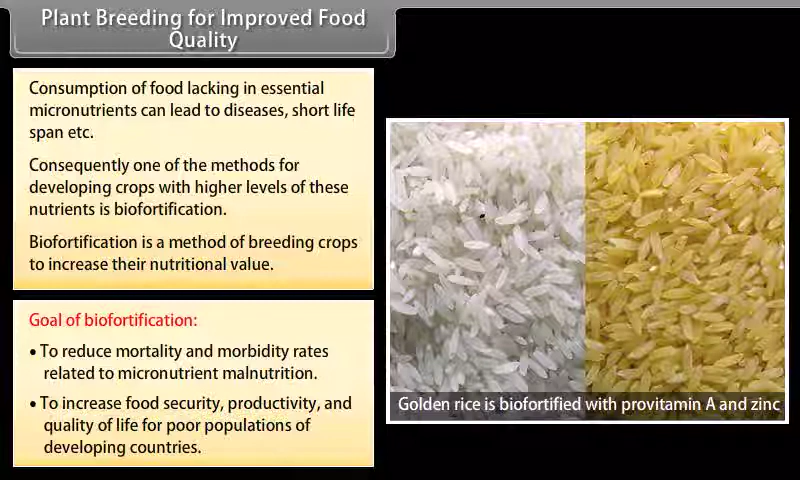 Plant Breeding for Improved Food
Quality
Consumption of food lacking in essential
micronutrients can lead to diseases, short life
span etc.
Consequently one of the methods for
developing crops with higher levels of these
nutrients is biofortification.
Biofortification is a method of breeding crops
to increase their nutritional value.
Goal of biofortification:
• To reduce mortality and morbidity rates
related to micronutrient malnutrition.
• To increase food security, productivity, and
quality of life for poor populations of
developing countries.
Golden rice is biofortified with provitamin A and zinc